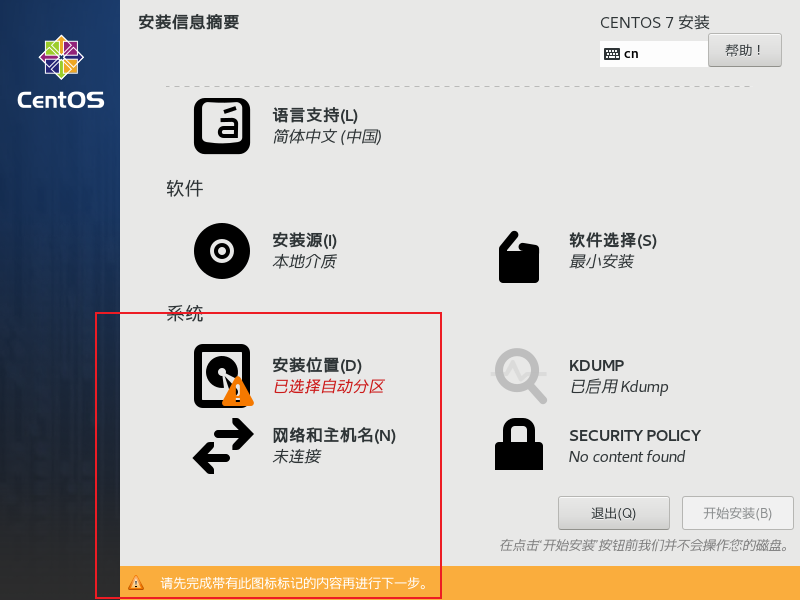 安装信息摘要
CENTOS 7 安装
cn
帮助！
CentOS
语言支持(L)
简体中文 (中国)
软件
安装源(I)
本地介质
软件选择(S)
最小安装
系统
安装位置(D)
已选择自动分区
KDUMP
已启用 Kdump
网络和主机名(N)
未连接
SECURITY POLICY
No content found
退出(Q)
开始安装(B)
在点击'开始安装'按钮前我们并不会操作您的磁盘。
请先完成带有此图标标记的内容再进行下一步。